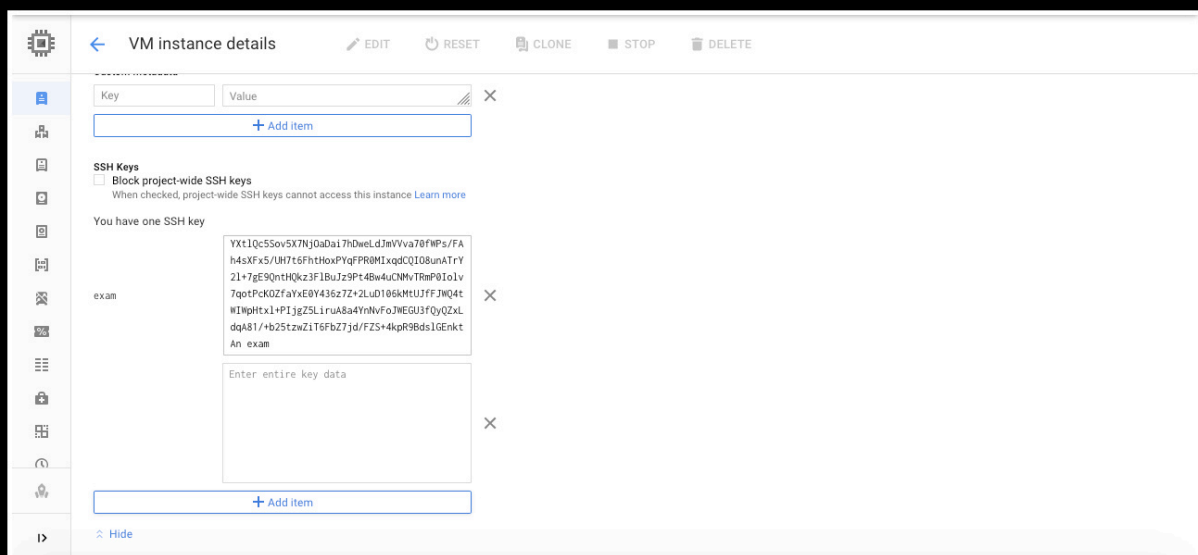 VM instance details
EDIT
RESET
CLONE
STOP
DELETE
Custom metadata
Key
Value
+ Add item
SSH Keys
Block project-wide SSH keys
When checked, project-wide SSH keys cannot access this instance Learn more
You have one SSH key
exam
YXtlQc5Sov5X7NjOaDai7hDweLdJmVVva70fWPs/FA
h4sXFx5/UH7t6FhtHoxPYqFPR0MIxqdCQIO8unATrY
2l+7gE9QntHQkz3FlBuJz9Pt4Bw4uCNMvTRmP0Iolv
7qotPcKOZfaYxE0Y436z7Z+2LuD106kMtUJfFJWQ4t
WIWpHtxl+PIjgZ5LiruA8a4YnNvFoJWEGU3fQyQZxL
dqA81/+b25tzwZiT6FbZ7jd/FZS+4kpR9BdslGEnkt
An exam
Enter entire key data
+ Add item
Hide